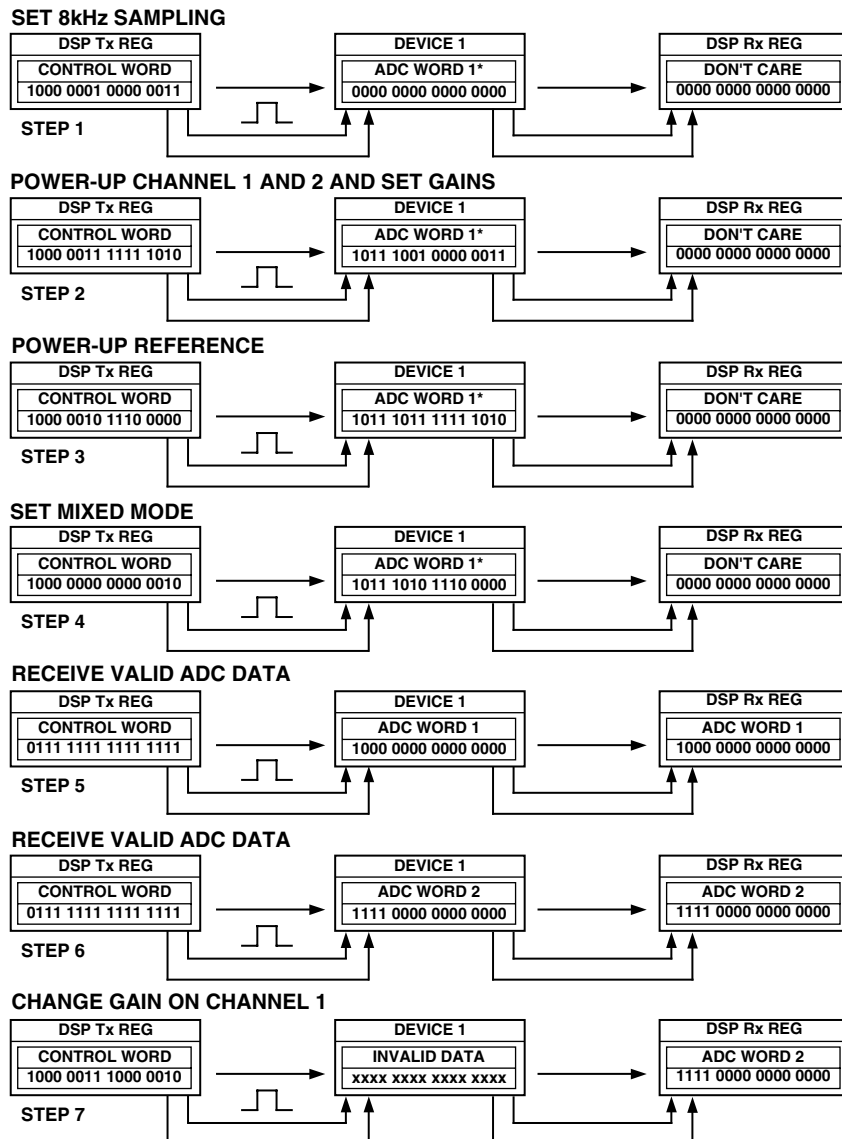 SET 8kHz SAMPLING
DSP Tx REG DEVICE 1 DSP Rx REG
CONTROL WORD ADC WORD 1* DON'T CARE
1000 0001 0000 0011 0000 0000 0000 0000 0000 0000 0000 0000
STEP 1
POWER-UP CHANNEL 1 AND 2 AND SET GAINS
DSP Tx REG DEVICE 1 DSP Rx REG
CONTROL WORD ADC WORD 1* DON'T CARE
1000 0011 1111 1010 1011 1001 0000 0011 0000 0000 0000 0000
STEP 2
POWER-UP REFERENCE
DSP Tx REG DEVICE 1 DSP Rx REG
CONTROL WORD ADC WORD 1* DON'T CARE
1000 0010 1110 0000 1011 1011 1111 1010 0000 0000 0000 0000
STEP 3
SET MIXED MODE
DSP Tx REG DEVICE 1 DSP Rx REG
CONTROL WORD ADC WORD 1* DON'T CARE
1000 0000 0000 0010 1011 1010 1110 0000 0000 0000 0000 0000
STEP 4
RECEIVE VALID ADC DATA
DSP Tx REG DEVICE 1 DSP Rx REG
CONTROL WORD ADC WORD 1 ADC WORD 1
0111 1111 1111 1111 1000 0000 0000 0000 1000 0000 0000 0000
STEP 5
RECEIVE VALID ADC DATA
DSP Tx REG DEVICE 1 DSP Rx REG
CONTROL WORD ADC WORD 2 ADC WORD 2
0111 1111 1111 1111 1111 0000 0000 0000 1111 0000 0000 0000
STEP 6
CHANGE GAIN ON CHANNEL 1
DSP Tx REG DEVICE 1 DSP Rx REG
CONTROL WORD INVALID DATA ADC WORD 2
1000 0011 1000 0010 xxxx xxxx xxxx xxxx 1111 0000 0000 0000
STEP 7